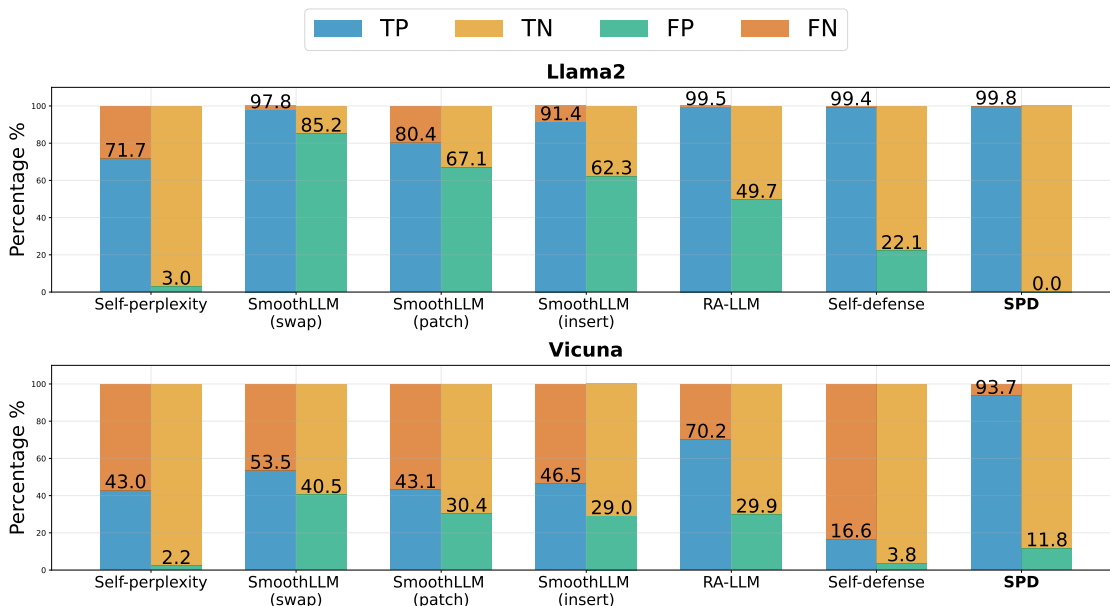 TP TN FP FN
Llama2
Percentage %
100
80
60
40
20
0
71.7 3.0 97.8 85.2 80.4 67.1 91.4 62.3 99.5 49.7 99.4 22.1 99.8 0.0
Self-perplexity SmoothLLM SmoothLLM SmoothLLM RA-LLM Self-defense SPD
(swap) (patch) (insert)
Vicuna
Percentage %
100
80
60
40
20
0
43.0 2.2 53.5 40.5 43.1 30.4 46.5 29.0 70.2 29.9 16.6 3.8 93.7 11.8
Self-perplexity SmoothLLM SmoothLLM SmoothLLM RA-LLM Self-defense SPD
(swap) (patch) (insert)